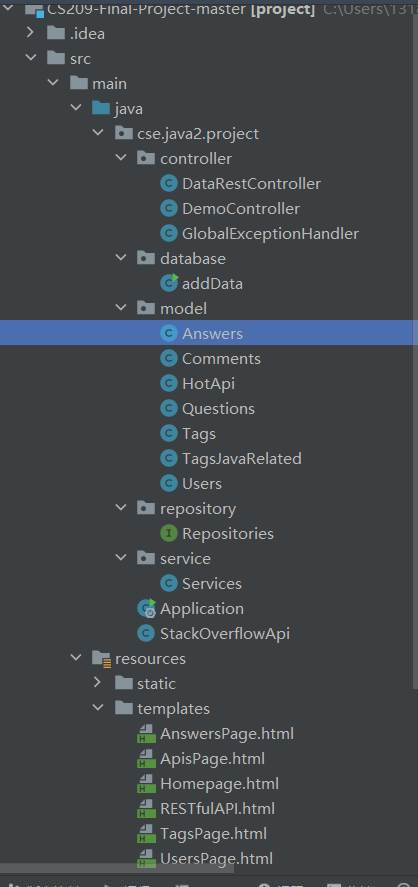 CS209-Final-Project-master [project] C:\Users\131
.idea
src
main
java
cse.java2.project
controller
DataRestController
DemoController
GlobalExceptionHandler
database
addData
model
Answers
Comments
HotApi
Questions
Tags
TagsJavaRelated
Users
repository
Repositories
service
Services
Application
StackOverflowApi
resources
static
templates
AnswersPage.html
ApisPage.html
Homepage.html
RESTfulAPI.html
TagsPage.html
UsersPage.html